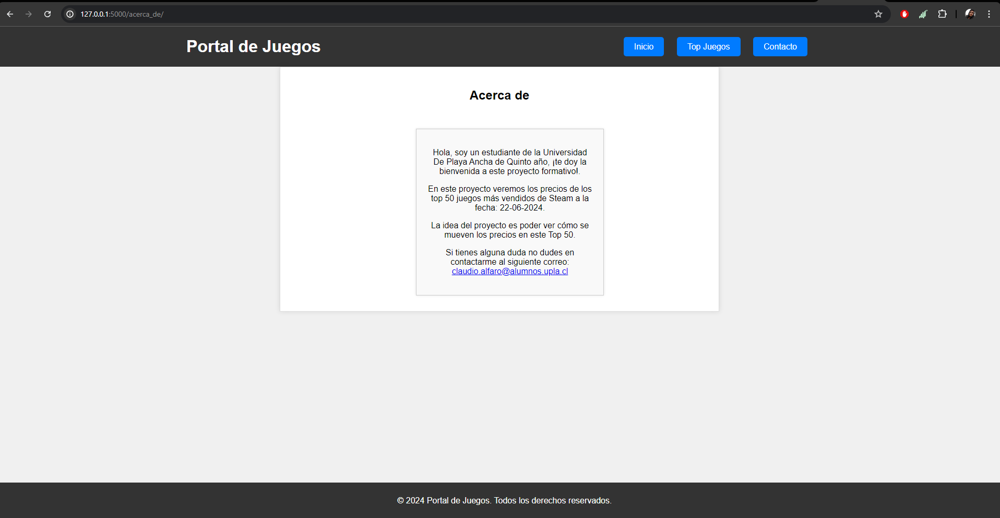 127.0.0.1:5000/acerca_de/
Portal de Juegos
Inicio
Top Juegos
Contacto
Acerca de
Hola, soy un estudiante de la Universidad
De Playa Ancha de Quinto año, ¡te doy la
bienvenida a este proyecto formativo!.
En este proyecto veremos los precios de los
top 50 juegos más vendidos de Steam a la
fecha: 22-06-2024.
La idea del proyecto es poder ver cómo se
mueven los precios en este Top 50.
Si tienes alguna duda no dudes en
contactarme al siguiente correo:
claudio.alfaro@alumnos.upla.cl
© 2024 Portal de Juegos. Todos los derechos reservados.